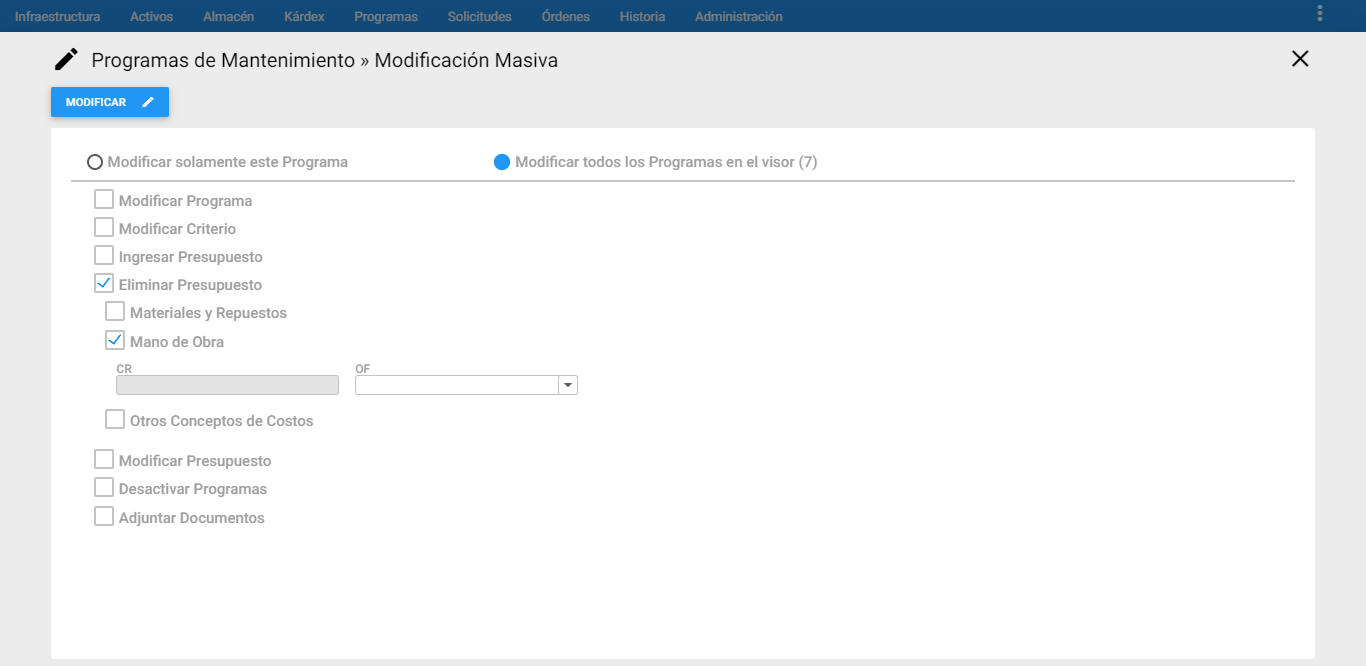 Infraestructura Activos Almacén Kárdex Programas Solicitudes Órdenes Historia Administración
Programas de Mantenimiento » Modificación Masiva
MODIFICAR
Modificar solamente este Programa Modificar todos los Programas en el visor (7)
Modificar Programa
Modificar Criterio
Ingresar Presupuesto
Eliminar Presupuesto
Materiales y Repuestos
Mano de Obra
CR OF
Otros Conceptos de Costos
Modificar Presupuesto
Desactivar Programas
Adjuntar Documentos